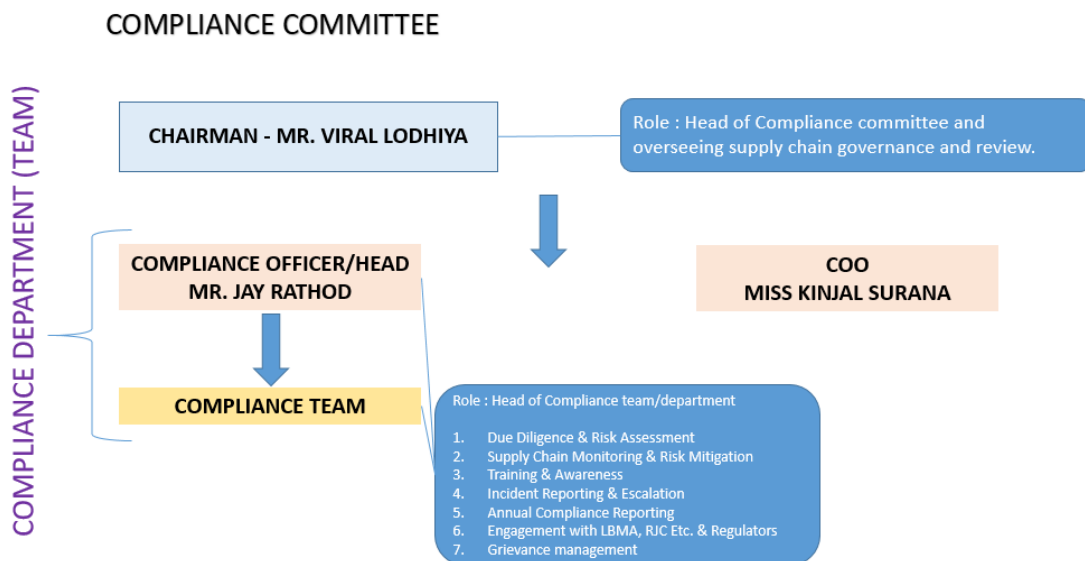 COMPLIANCE COMMITTEE
COMPLIANCE DEPARTMENT (TEAM)
CHAIRMAN - MR. VIRAL LODHIYA
Role : Head of Compliance committee and
overseeing supply chain governance and review.
COMPLIANCE OFFICER/HEAD
MR. JAY RATHOD
COO
MISS KINJAL SURANA
COMPLIANCE TEAM
Role : Head of Compliance team/department
1. Due Diligence & Risk Assessment
2. Supply Chain Monitoring & Risk Mitigation
3. Training & Awareness
4. Incident Reporting & Escalation
5. Annual Compliance Reporting
6. Engagement with LBMA, RJC Etc. & Regulators
7. Grievance management